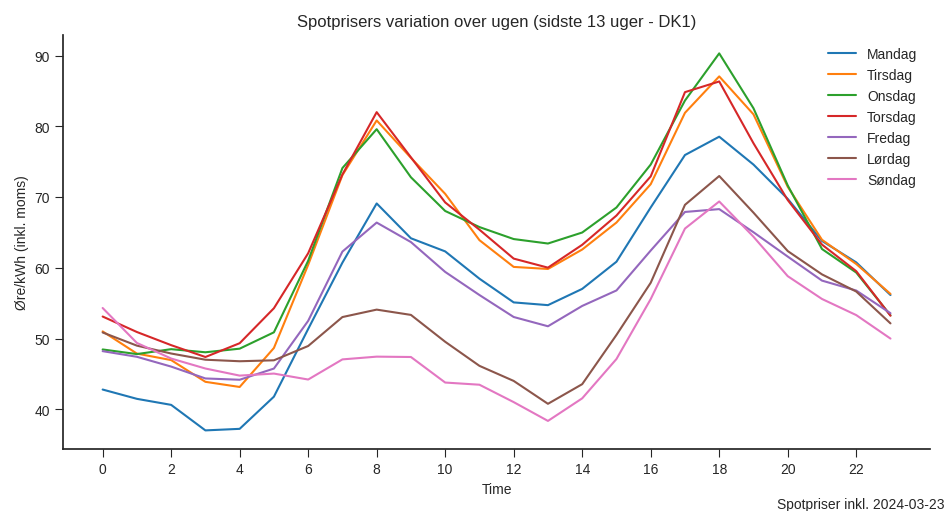 Spotprisers variation over ugen (sidste 13 uger - DK1)
Øre/kWh (inkl. moms)
90
80
70
60
50
40
0 2 4 6 8 10 12 14 16 18 20 22
Time
Mandag
Tirsdag
Onsdag
Torsdag
Fredag
Lørdag
Søndag
Spotpriser inkl. 2024-03-23